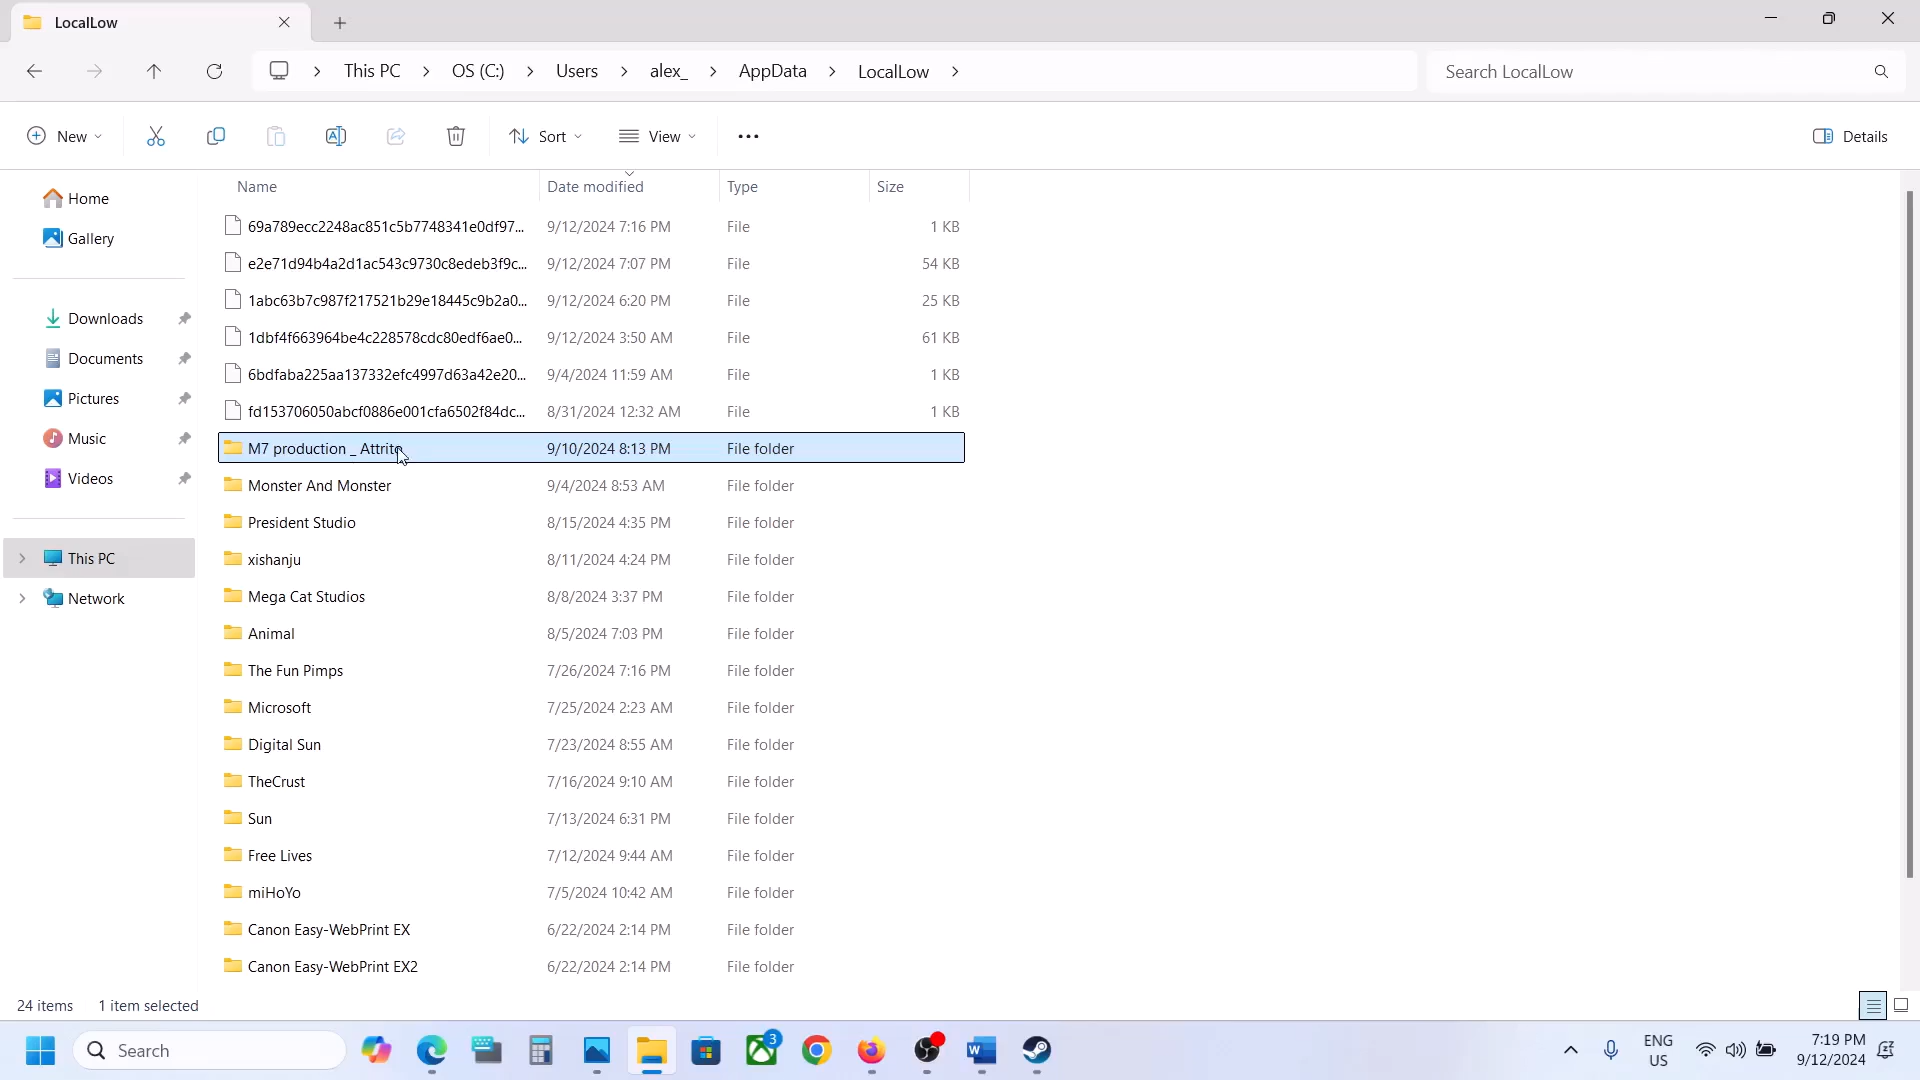 LocalLow
This PC > OS (C:) > Users > alex_ > AppData > LocalLow >
Search LocalLow
New
Sort
View
Details
Name Date modified Type Size
69a789ecc2248ac851c5b7748341e0df97... 9/12/2024 7:16 PM File 1 KB
e2e71d94b4a2d1ac543c9730c8edeb3f9c... 9/12/2024 7:07 PM File 54 KB
1abc63b7c987f217521b29e18445c9b2a0... 9/12/2024 6:20 PM File 25 KB
1dbf4f663964be4c228578cdc80edf6ae0... 9/12/2024 3:50 AM File 61 KB
6bdfaba225aa137332efc4997d63a42e20... 9/4/2024 11:59 AM File 1 KB
fd153706050abcf0886e001cfa6502f84dc... 8/31/2024 12:32 AM File 1 KB
M7 production _ Attrito 9/10/2024 8:13 PM File folder
Monster And Monster 9/4/2024 8:53 AM File folder
President Studio 8/15/2024 4:35 PM File folder
xishanju 8/11/2024 4:24 PM File folder
Mega Cat Studios 8/8/2024 3:37 PM File folder
Animal 8/5/2024 7:03 PM File folder
The Fun Pimps 7/26/2024 7:16 PM File folder
Microsoft 7/25/2024 2:23 AM File folder
Digital Sun 7/23/2024 8:55 AM File folder
TheCrust 7/16/2024 9:10 AM File folder
Sun 7/13/2024 6:31 PM File folder
Free Lives 7/12/2024 9:44 AM File folder
miHoYo 7/5/2024 10:42 AM File folder
Canon Easy-WebPrint EX 6/22/2024 2:14 PM File folder
Canon Easy-WebPrint EX2 6/22/2024 2:14 PM File folder
Home
Gallery
Downloads
Documents
Pictures
Music
Videos
This PC
Network
24 items 1 item selected
Search
3
ENG
US
7:19 PM
9/12/2024